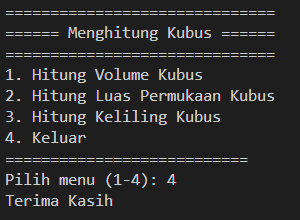 ==============================
====== Menghitung Kubus ======
==============================
1. Hitung Volume Kubus
2. Hitung Luas Permukaan Kubus
3. Hitung Keliling Kubus
4. Keluar
===========================
Pilih menu (1-4): 4
Terima Kasih